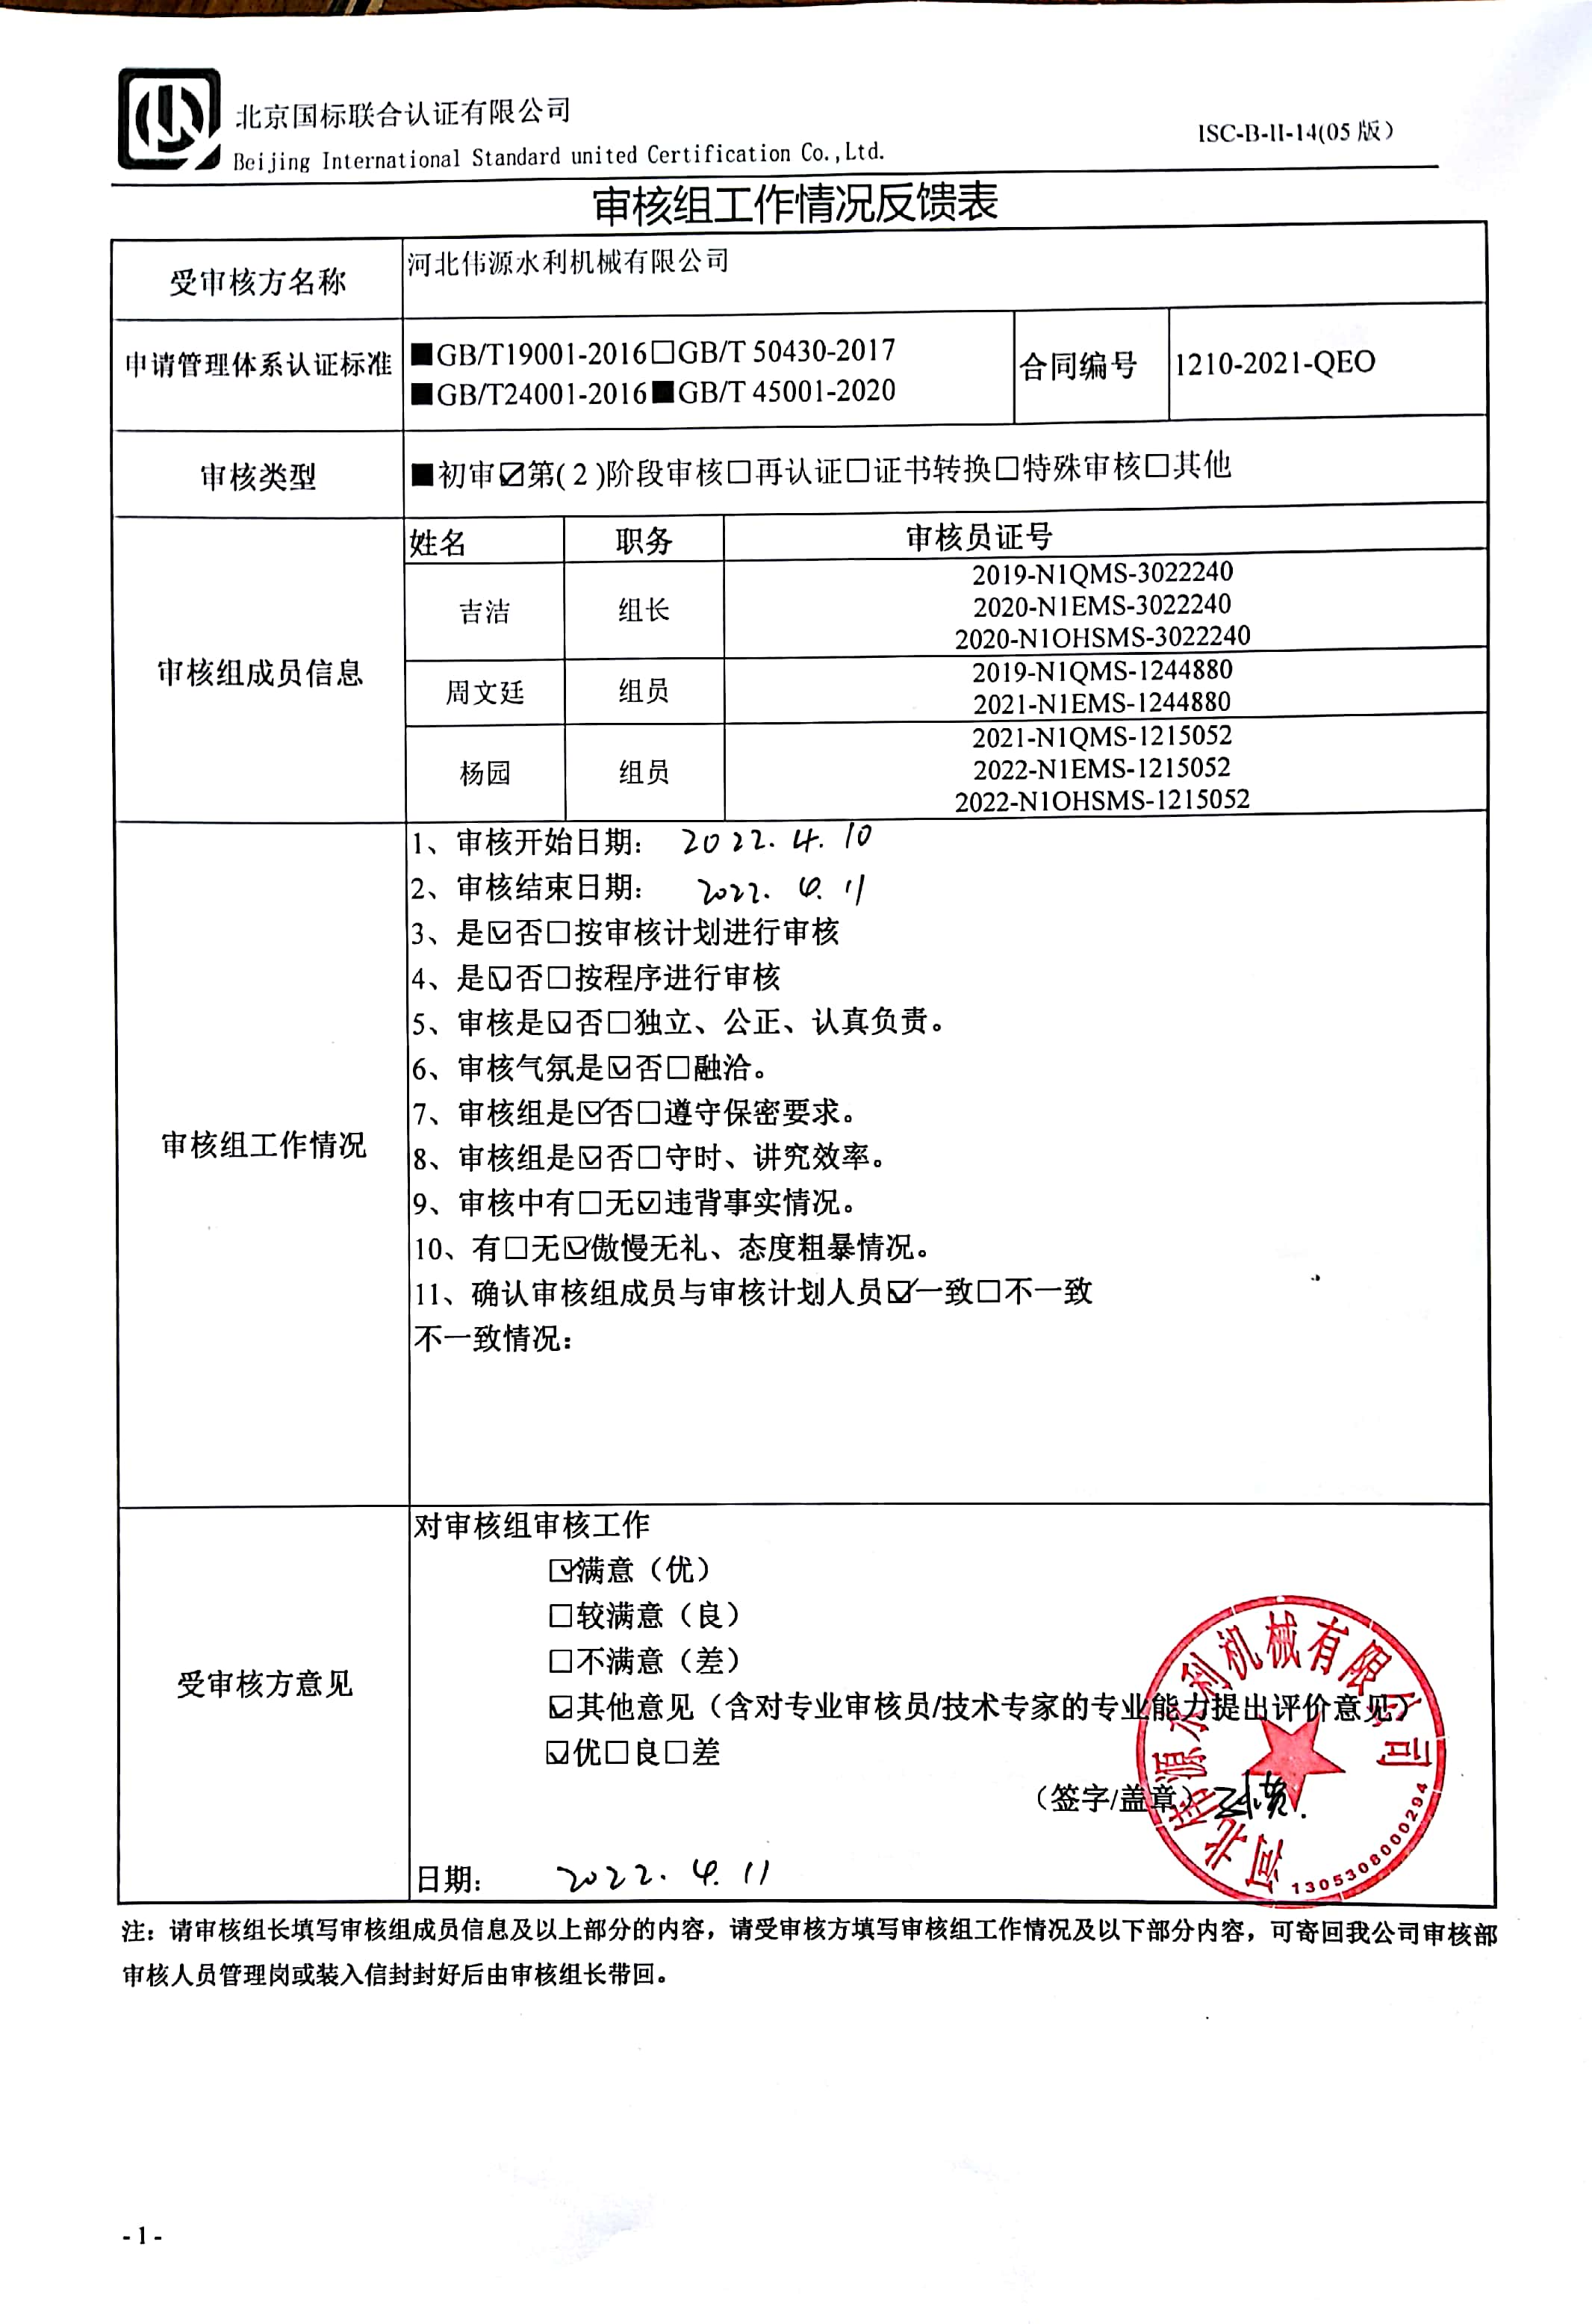 北京国标联合认证有限公司
Beijing International Standard united Certification Co.,Ltd.
ISC-B-II-14(05 版)
审核组工作情况反馈表
受审核方名称
河北伟源水利机械有限公司
申请管理体系认证标准
■GB/T19001-2016□GB/T 50430-2017
■GB/T24001-2016■GB/T 45001-2020
合同编号
1210-2021-QEO
审核类型
■初审☑第( 2 )阶段审核□再认证□证书转换□特殊审核□其他
审核组成员信息
姓名 职务 审核员证号
吉洁 组长
2019-N1QMS-3022240
2020-N1EMS-3022240
2020-N1OHSMS-3022240
周文廷 组员
2019-N1QMS-1244880
2021-N1EMS-1244880
杨园 组员
2021-N1QMS-1215052
2022-N1EMS-1215052
2022-N1OHSMS-1215052
审核组工作情况
1、审核开始日期： 2022.4.10
2、审核结束日期： 2022.4.11
3、是☑否□按审核计划进行审核
4、是☑否□按程序进行审核
5、审核是☑否□独立、公正、认真负责。
6、审核气氛是☑否□融洽。
7、审核组是☑否□遵守保密要求。
8、审核组是☑否□守时、讲究效率。
9、审核中有□无☑违背事实情况。
10、有□无☑傲慢无礼、态度粗暴情况。
11、确认审核组成员与审核计划人员☑一致□不一致
不一致情况：
受审核方意见
对审核组审核工作
☑满意（优）
□较满意（良）
□不满意（差）
☑其他意见（含对专业审核员/技术专家的专业能力提出评价意见）
☑优□良□差
（签字/盖章）
河北伟源水利机械有限公司
1305308000294
日期： 2022.4.11
注：请审核组长填写审核组成员信息及以上部分的内容，请受审核方填写审核组工作情况及以下部分内容，可寄回我公司审核部
审核人员管理岗或装入信封封好后由审核组长带回。
- 1 -